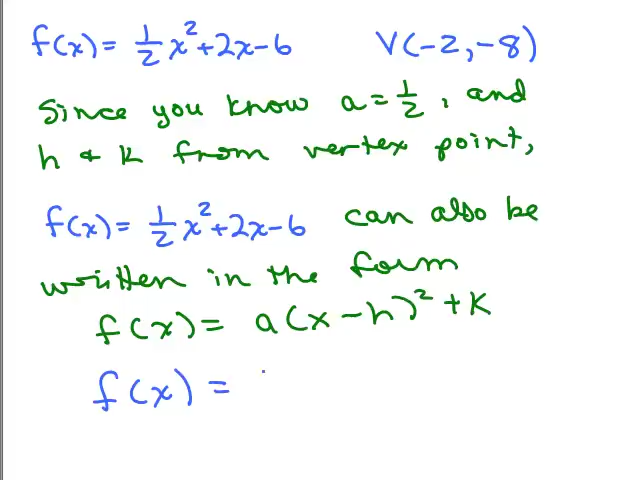 f(x) = 1/2 x² + 2x - 6 V(-2, -8)
Since you know a = 1/2, and
h & k from vertex point,
f(x) = 1/2 x² + 2x - 6 can also be
written in the form
f(x) = a(x - h)² + k
f(x) =